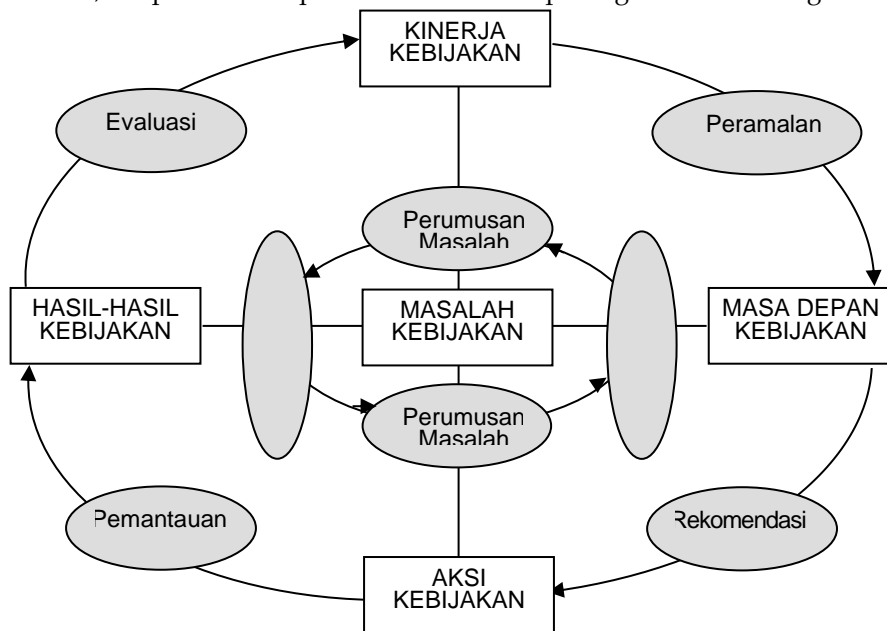 KINERJA
KEBIJAKAN
Evaluasi
Peramalan
Perumusan
Masalah
HASIL-HASIL
KEBIJAKAN
MASALAH
KEBIJAKAN
MASA DEPAN
KEBIJAKAN
Perumusan
Masalah
Pemantauan
Rekomendasi
AKSI
KEBIJAKAN